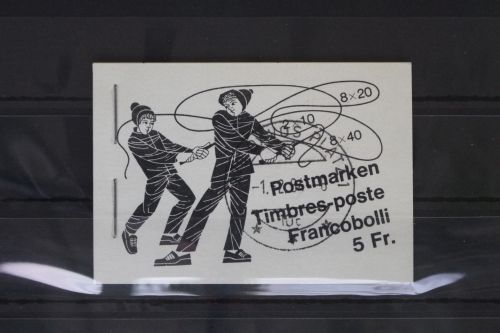 8×20
2×10
8×40
Postmarken
Timbres-poste
Francobolli
5 Fr.